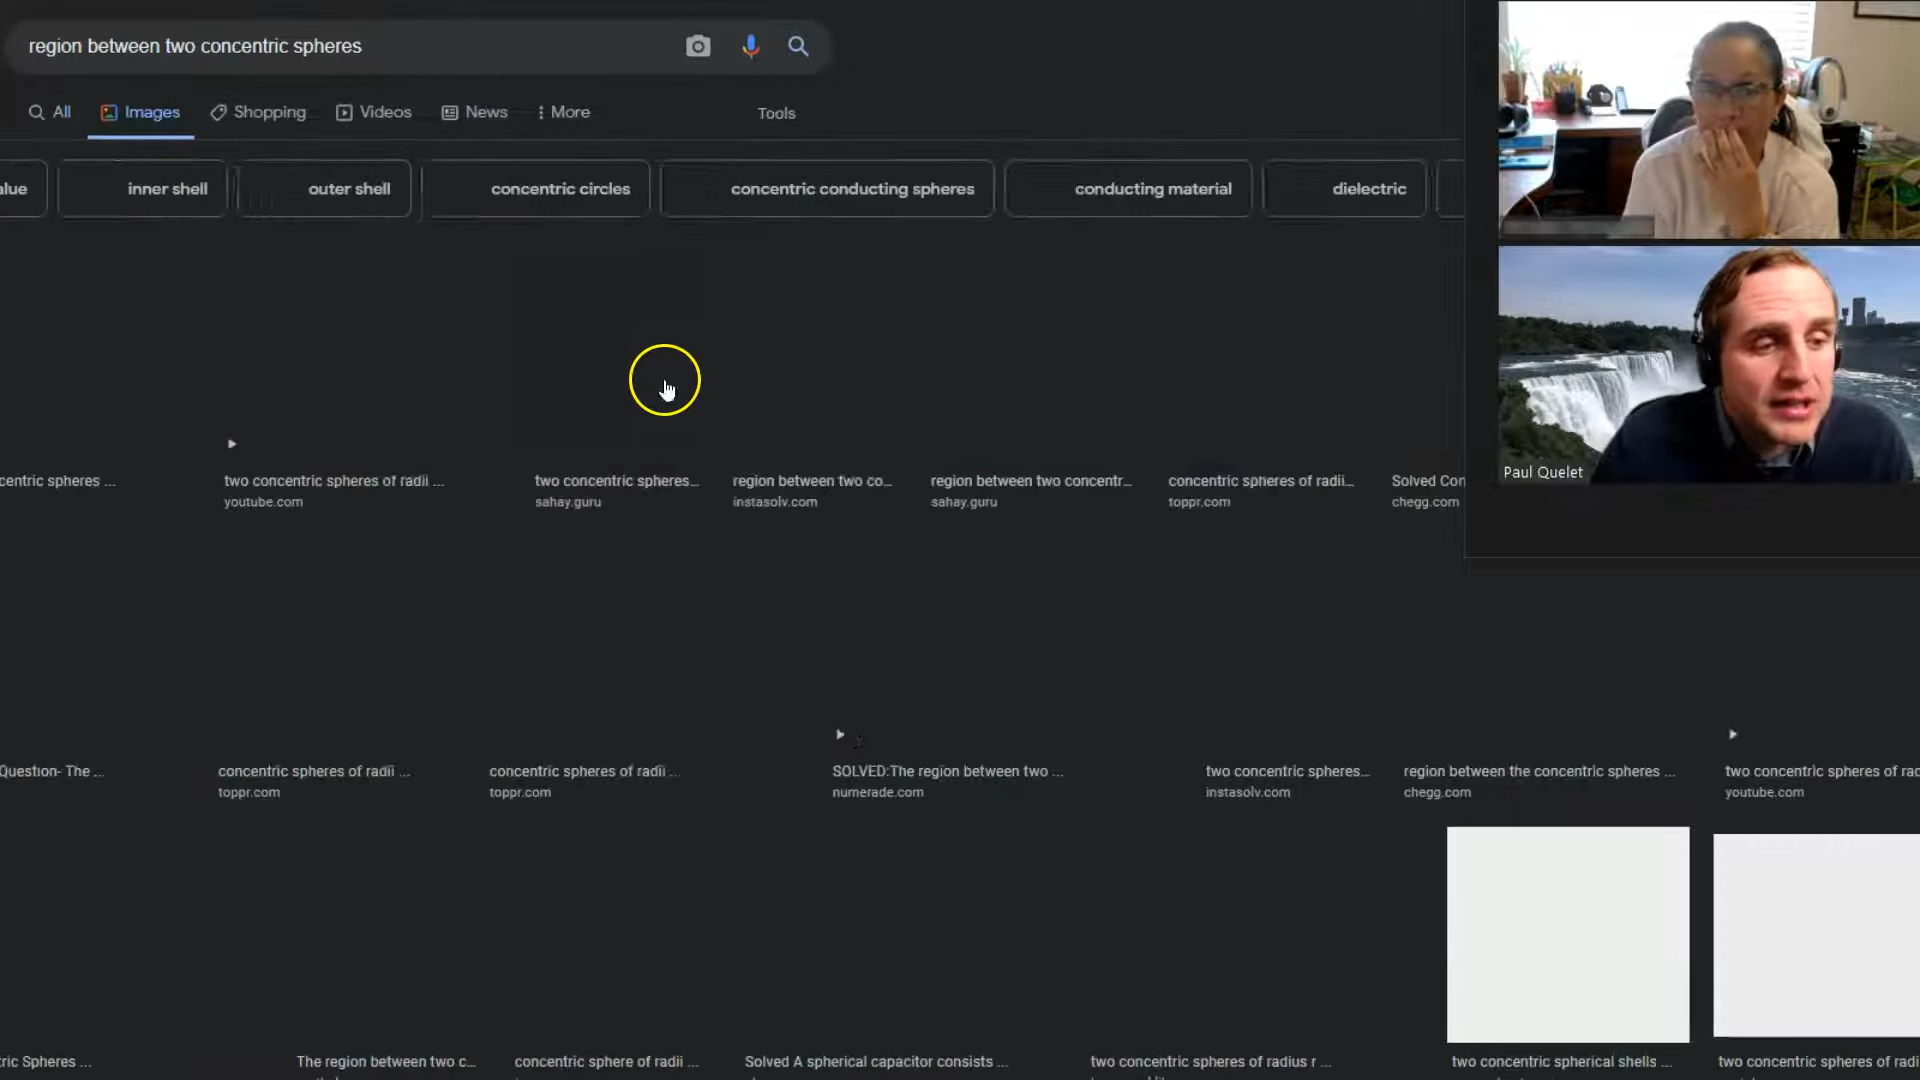 region between two concentric spheres
All
Images
Shopping
Videos
News
More
Tools
alue
inner shell
outer shell
concentric circles
concentric conducting spheres
conducting material
dielectric
Paul Quelet
centric spheres ...
two concentric spheres of radii ...
two concentric spheres...
region between two co...
region between two concentr...
concentric spheres of radii...
Solved Con
youtube.com
sahay.guru
instasolv.com
sahay.guru
toppr.com
chegg.com
Question- The ...
concentric spheres of radii ...
concentric spheres of radii ...
SOLVED:The region between two ...
two concentric spheres...
region between the concentric spheres ...
two concentric spheres of rad
toppr.com
toppr.com
numerade.com
instasolv.com
chegg.com
youtube.com
ric Spheres ...
The region between two c...
concentric sphere of radii ...
Solved A spherical capacitor consists ...
two concentric spheres of radius r ...
two concentric spherical shells ...
two concentric spheres of radi